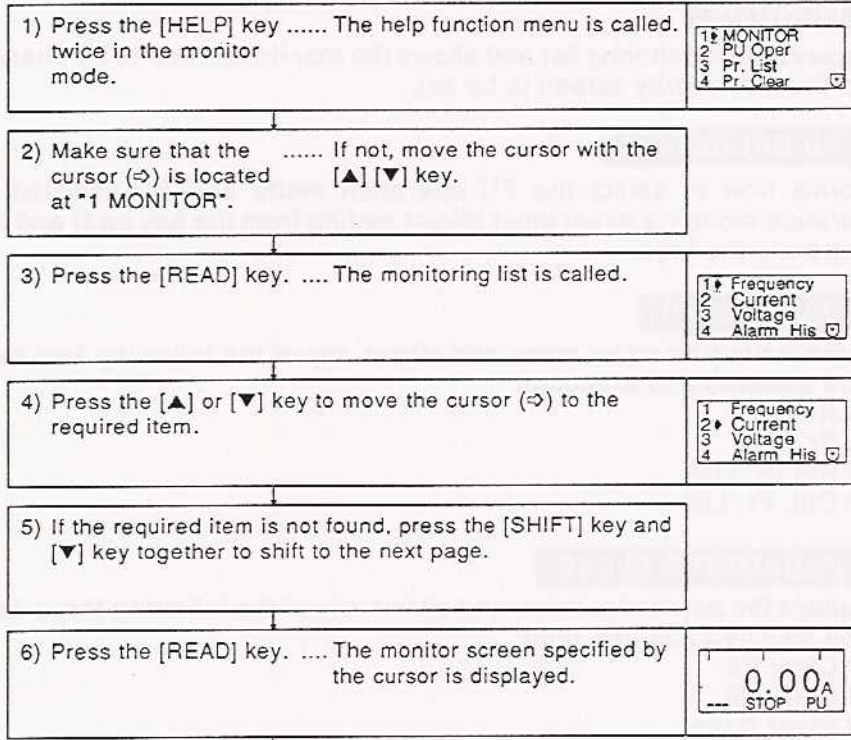 1) Press the [HELP] key ...... The help function menu is called.
twice in the monitor
mode.
1 MONITOR
2 PU Oper
3 Pr. List
4 Pr. Clear
2) Make sure that the ...... If not, move the cursor with the
cursor (⇨) is located [▲] [▼] key.
at "1 MONITOR".
3) Press the [READ] key. .... The monitoring list is called.
1 Frequency
2 Current
3 Voltage
4 Alarm His
4) Press the [▲] or [▼] key to move the cursor (⇨) to the
required item.
1 Frequency
2 Current
3 Voltage
4 Alarm His
5) If the required item is not found, press the [SHIFT] key and
[▼] key together to shift to the next page.
6) Press the [READ] key. .... The monitor screen specified by
the cursor is displayed.
0.00A
--- STOP PU